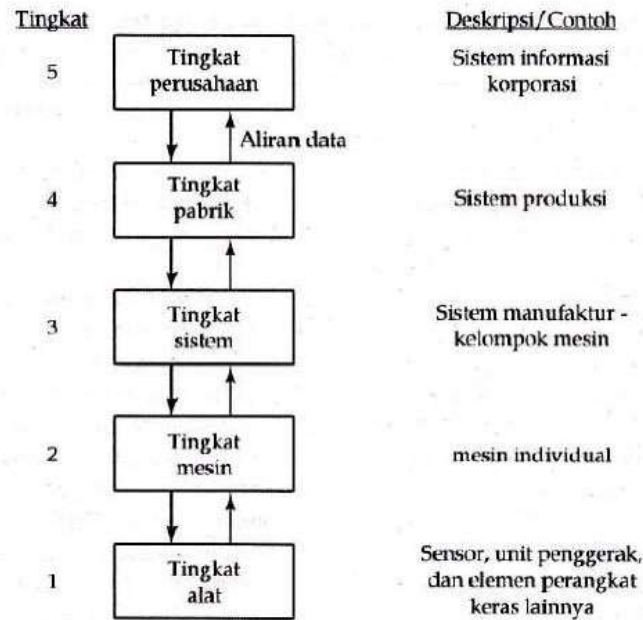 Tingkat
Deskripsi/Contoh
5
Tingkat
perusahaan
Sistem informasi
korporasi
Aliran data
4
Tingkat
pabrik
Sistem produksi
3
Tingkat
sistem
Sistem manufaktur -
kelompok mesin
2
Tingkat
mesin
mesin individual
1
Tingkat
alat
Sensor, unit penggerak,
dan elemen perangkat
keras lainnya